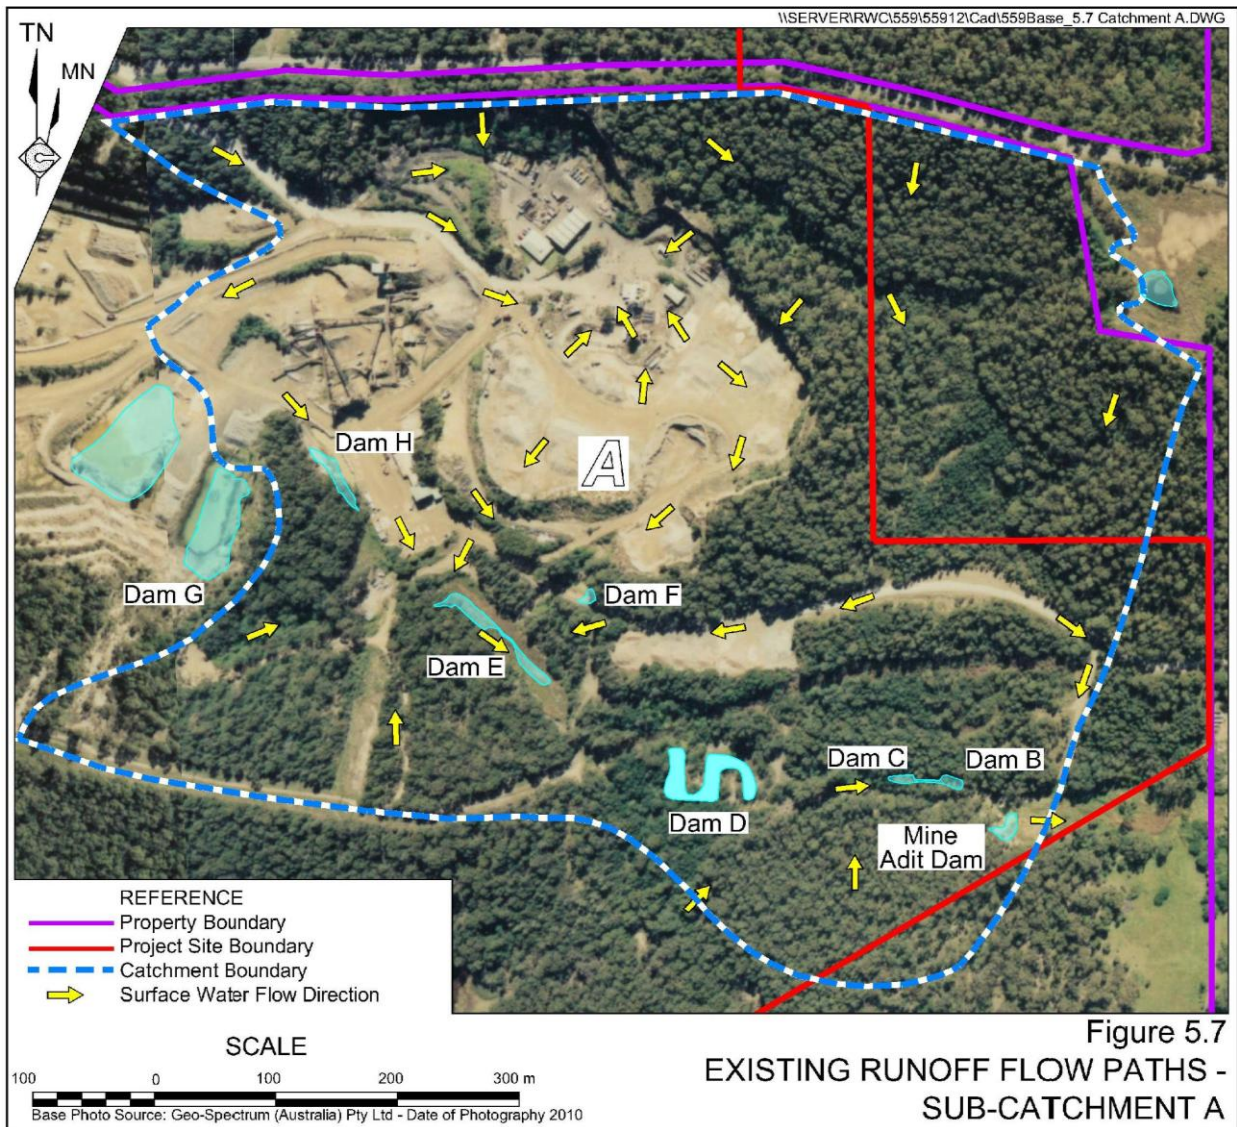 \\SERVER\RWC\559\55912\Cad\559Base_5.7 Catchment A.DWG
TN
MN
Dam H
A
Dam G
Dam F
Dam E
Dam C
Dam B
Dam D
Mine
Adit Dam
REFERENCE
Property Boundary
Project Site Boundary
Catchment Boundary
Surface Water Flow Direction
SCALE
100 0 100 200 300 m
Base Photo Source: Geo-Spectrum (Australia) Pty Ltd - Date of Photography 2010
Figure 5.7
EXISTING RUNOFF FLOW PATHS -
SUB-CATCHMENT A